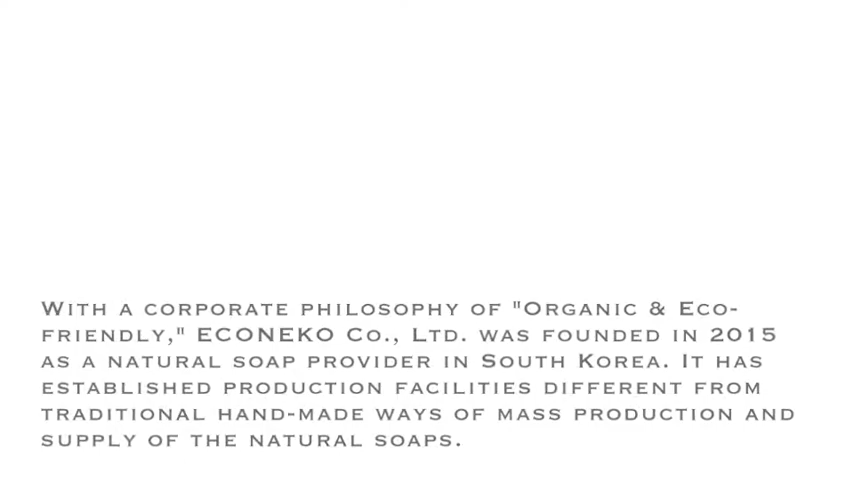 With a corporate philosophy of "Organic & Eco-
friendly," ECONEKO Co., Ltd. was founded in 2015
as a natural soap provider in South Korea. It has
established production facilities different from
traditional hand-made ways of mass production and
supply of the natural soaps.